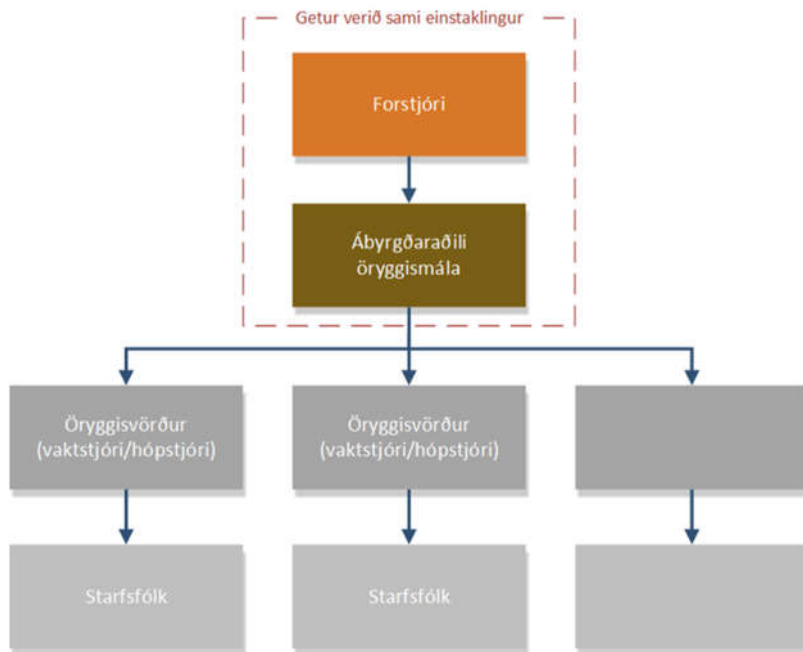 Getur verið sami einstaklingur
Forstjóri
Ábyrgðaraðili
öryggismála
Öryggisvörður
(vaktstjóri/hópstjóri)
Öryggisvörður
(vaktstjóri/hópstjóri)
Starfsfólk
Starfsfólk